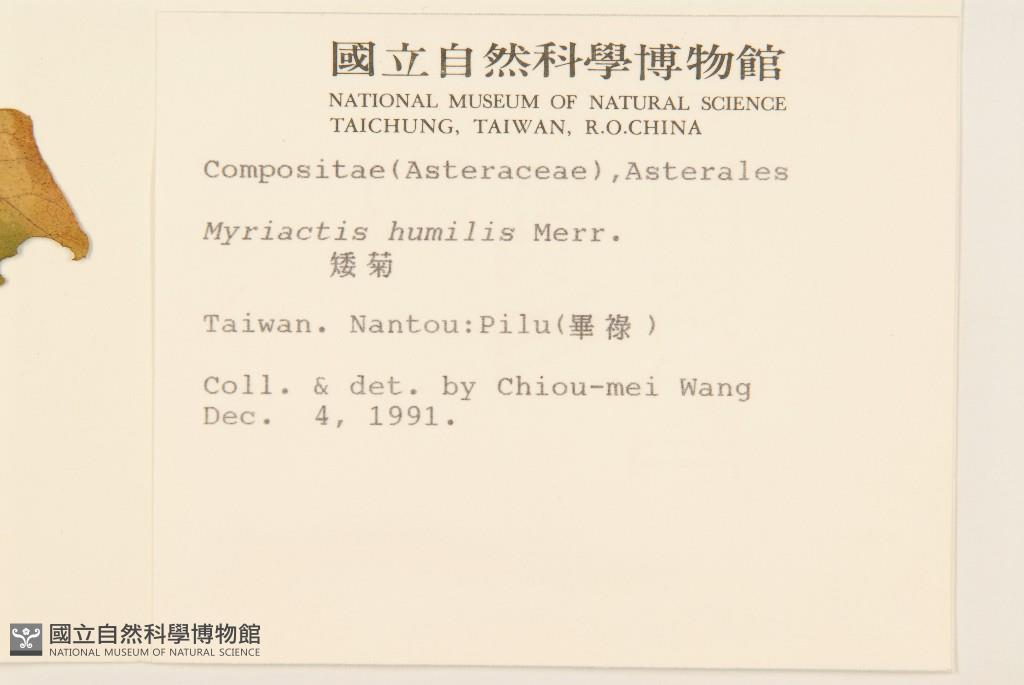 國立自然科學博物館
NATIONAL MUSEUM OF NATURAL SCIENCE
TAICHUNG, TAIWAN, R.O.CHINA
Compositae(Asteraceae),Asterales
Myriactis humilis Merr.
矮菊
Taiwan. Nantou:Pilu(畢祿)
Coll. & det. by Chiou-mei Wang
Dec. 4, 1991.
國立自然科學博物館
NATIONAL MUSEUM OF NATURAL SCIENCE